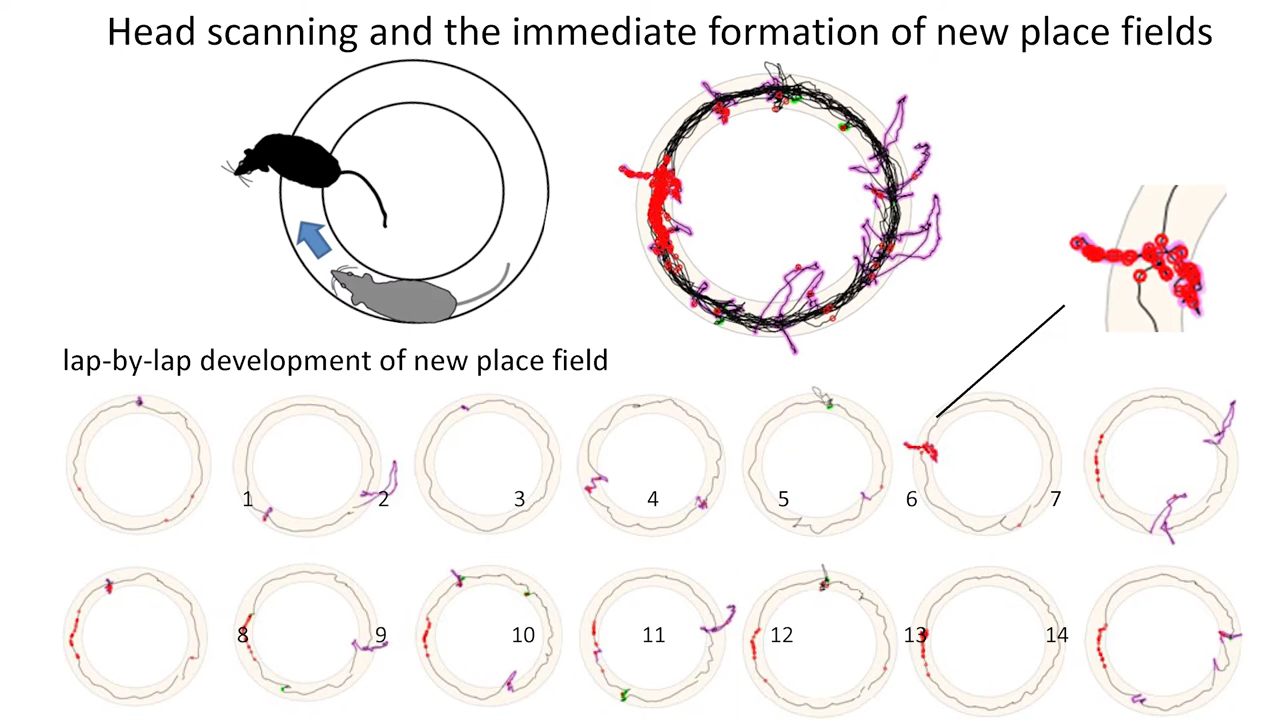 Head scanning and the immediate formation of new place fields
lap-by-lap development of new place field
1 2 3 4 5 6 7
8 9 10 11 12 13 14